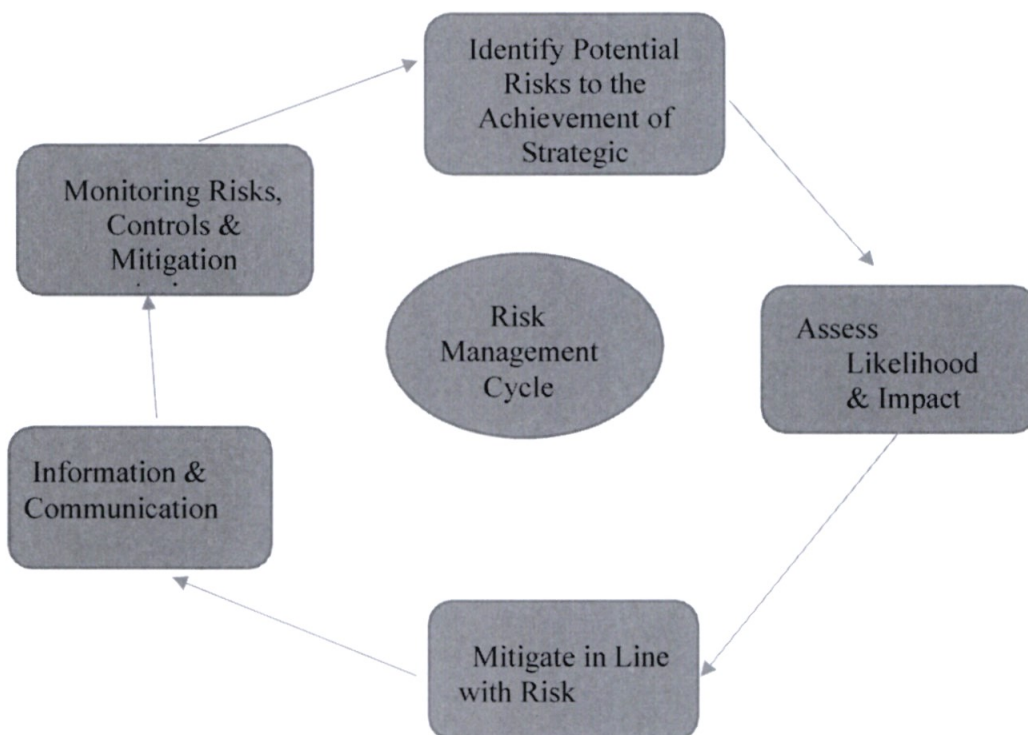 Identify Potential
Risks to the
Achievement of
Strategic
Monitoring Risks,
Controls &
Mitigation
Risk
Management
Cycle
Assess
Likelihood
& Impact
Information &
Communication
Mitigate in Line
with Risk